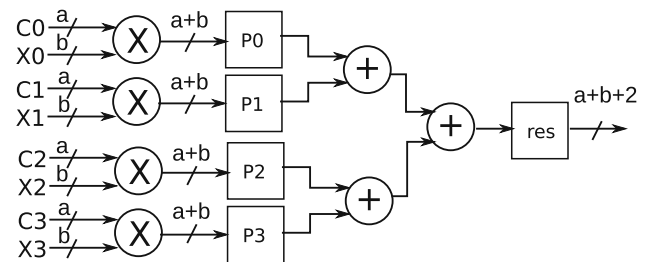 C0 a
X0 b
X
a+b
P0
C1 a
X1 b
X
a+b
P1
+
C2 a
X2 b
X
a+b
P2
C3 a
X3 b
X
a+b
P3
+
+
res
a+b+2